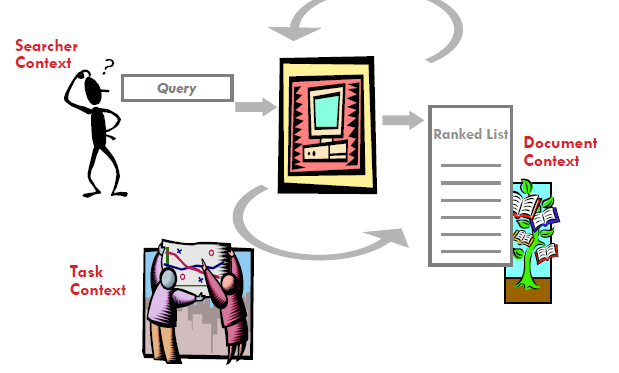 Searcher
Context
?
Query
Ranked List
Document
Context
Task
Context